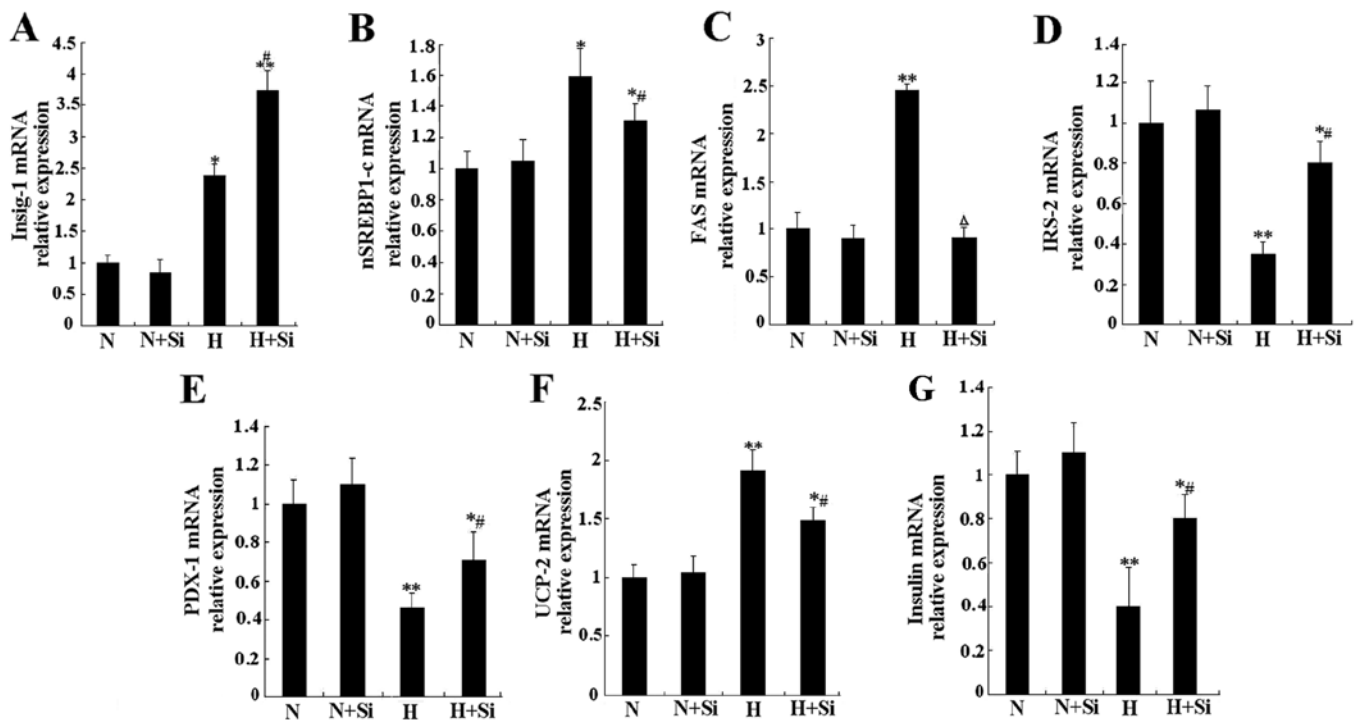 A
Insig-1 mRNA
relative expression
4.5
4
3.5
3
2.5
2
1.5
1
0.5
0
*
#
**
N N+Si H H+Si
B
nSREBP1-c mRNA
relative expression
1.8
1.6
1.4
1.2
1
0.8
0.6
0.4
0.2
0
*
*#
N N+Si H H+Si
C
FAS mRNA
relative expression
3
2.5
2
1.5
1
0.5
0
**
Δ
N N+Si H H+Si
D
IRS-2 mRNA
relative expression
1.4
1.2
1
0.8
0.6
0.4
0.2
0
**
*#
N N+Si H H+Si
E
PDX-1 mRNA
relative expression
1.4
1.2
1
0.8
0.6
0.4
0.2
0
**
*#
N N+Si H H+Si
F
UCP-2 mRNA
relative expression
2.5
2
1.5
1
0.5
0
**
*#
N N+Si H H+Si
G
Insulin mRNA
relative expression
1.4
1.2
1
0.8
0.6
0.4
0.2
0
**
*#
N N+Si H H+Si